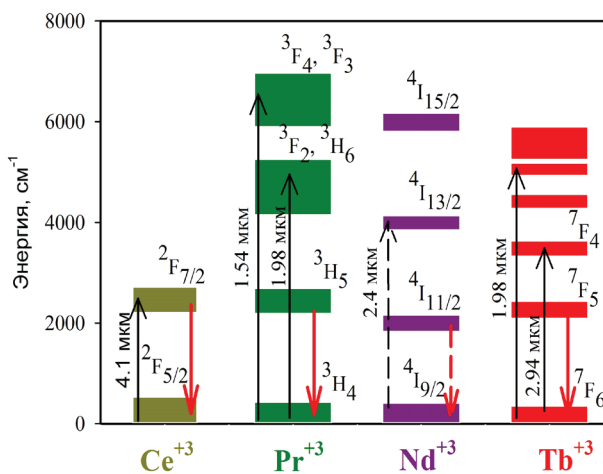 Энергия, см⁻¹
8000
6000
4000
2000
0
²F₇/₂
²F₅/₂
4.1 мкм
Ce⁺³
³F₄, ³F₃
³F₂, ³H₆
³H₅
³H₄
1.54 мкм
1.98 мкм
Pr⁺³
⁴I₁₅/₂
⁴I₁₃/₂
⁴I₁₁/₂
⁴I₉/₂
2.4 мкм
Nd⁺³
⁷F₄
⁷F₅
⁷F₆
1.98 мкм
2.94 мкм
Tb⁺³